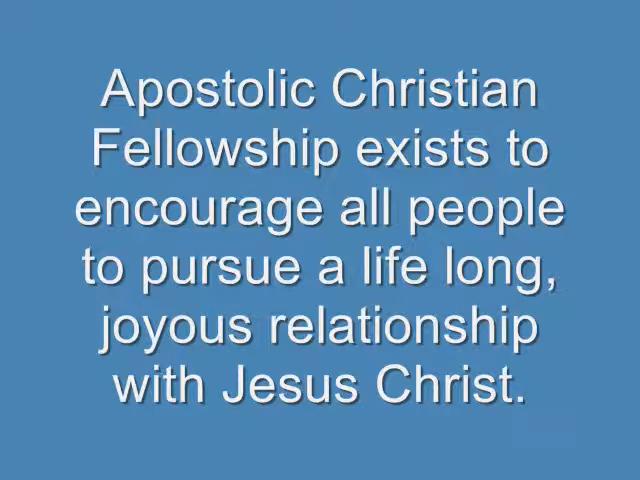 Apostolic Christian
Fellowship exists to
encourage all people
to pursue a life long,
joyous relationship
with Jesus Christ.